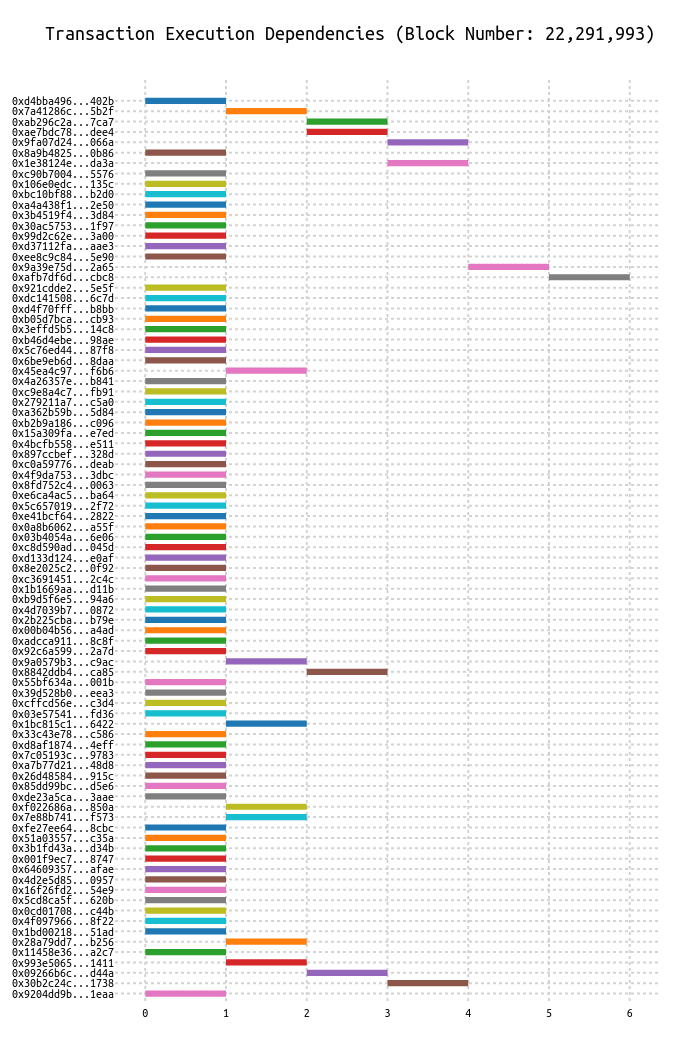 Transaction Execution Dependencies (Block Number: 22,291,993)
0xd4bba496...402b
0x7a41286c...5b2f
0xab296c2a...7ca7
0xae7bdc78...dee4
0x9fa07d24...066a
0x8a9b4825...0b86
0x1e38124e...da3a
0xc90b7004...5576
0x106e0edc...135c
0xbc10bf88...b2d0
0xa4a438f1...2e50
0x3b4519f4...3d84
0x30ac5753...1f97
0x99d2c62e...3a00
0xd37112fa...aae3
0xee8c9c84...5e90
0x9a39e75d...2a65
0xafb7df6d...cbc8
0x921cdde2...5e5f
0xdc141508...6c7d
0xd4f70fff...b8bb
0xb05d7bca...cb93
0x3effd5b5...14c8
0xb46d4ebe...98ae
0x5c76ed44...87f8
0x6be9eb6d...8daa
0x45ea4c97...f6b6
0x4a26357e...b841
0xc9e8a4c7...fb91
0x279211a7...c5a0
0xa362b59b...5d84
0xb2b9a186...c096
0x15a309fa...e7ed
0x4bcfb558...e511
0x897ccbef...328d
0xc0a59776...deab
0x4f9da753...3dbc
0x8fd752c4...0063
0xe6ca4ac5...ba64
0x5c657019...2f72
0xe41bcf64...2822
0x0a8b6062...a55f
0x03b4054a...6e06
0xc8d590ad...045d
0xd133d124...e0af
0x8e2025c2...0f92
0xc3691451...2c4c
0x1b1669aa...d11b
0xb9d5f6e5...94a6
0x4d7039b7...0872
0x2b225cba...b79e
0x00b04b56...a4ad
0xadcca911...8c8f
0x92c6a599...2a7d
0x9a0579b3...c9ac
0x8842ddb4...ca85
0x55bf634a...001b
0x39d528b0...eea3
0xcffcd56e...c3d4
0x03e57541...fd36
0x1bc815c1...6422
0x33c43e78...c586
0xd8af1874...4eff
0x7c05193c...9783
0xa7b77d21...48d8
0x26d48584...915c
0x85dd99bc...d5e6
0xde23a5ca...3aae
0xf022686a...850a
0x7e88b741...f573
0xfe27ee64...8cbc
0x51a03557...c35a
0x3b1fd43a...d34b
0x001f9ec7...8747
0x64609357...afae
0x4d2e5d85...0957
0x16f26fd2...54e9
0x5cd8ca5f...620b
0x0cd01708...c44b
0x4f097966...8f22
0x1bd00218...51ad
0x28a79dd7...b256
0x11458e36...a2c7
0x993e5065...1411
0x09266b6c...d44a
0x30b2c24c...1738
0x9204dd9b...1eaa
0 1 2 3 4 5 6